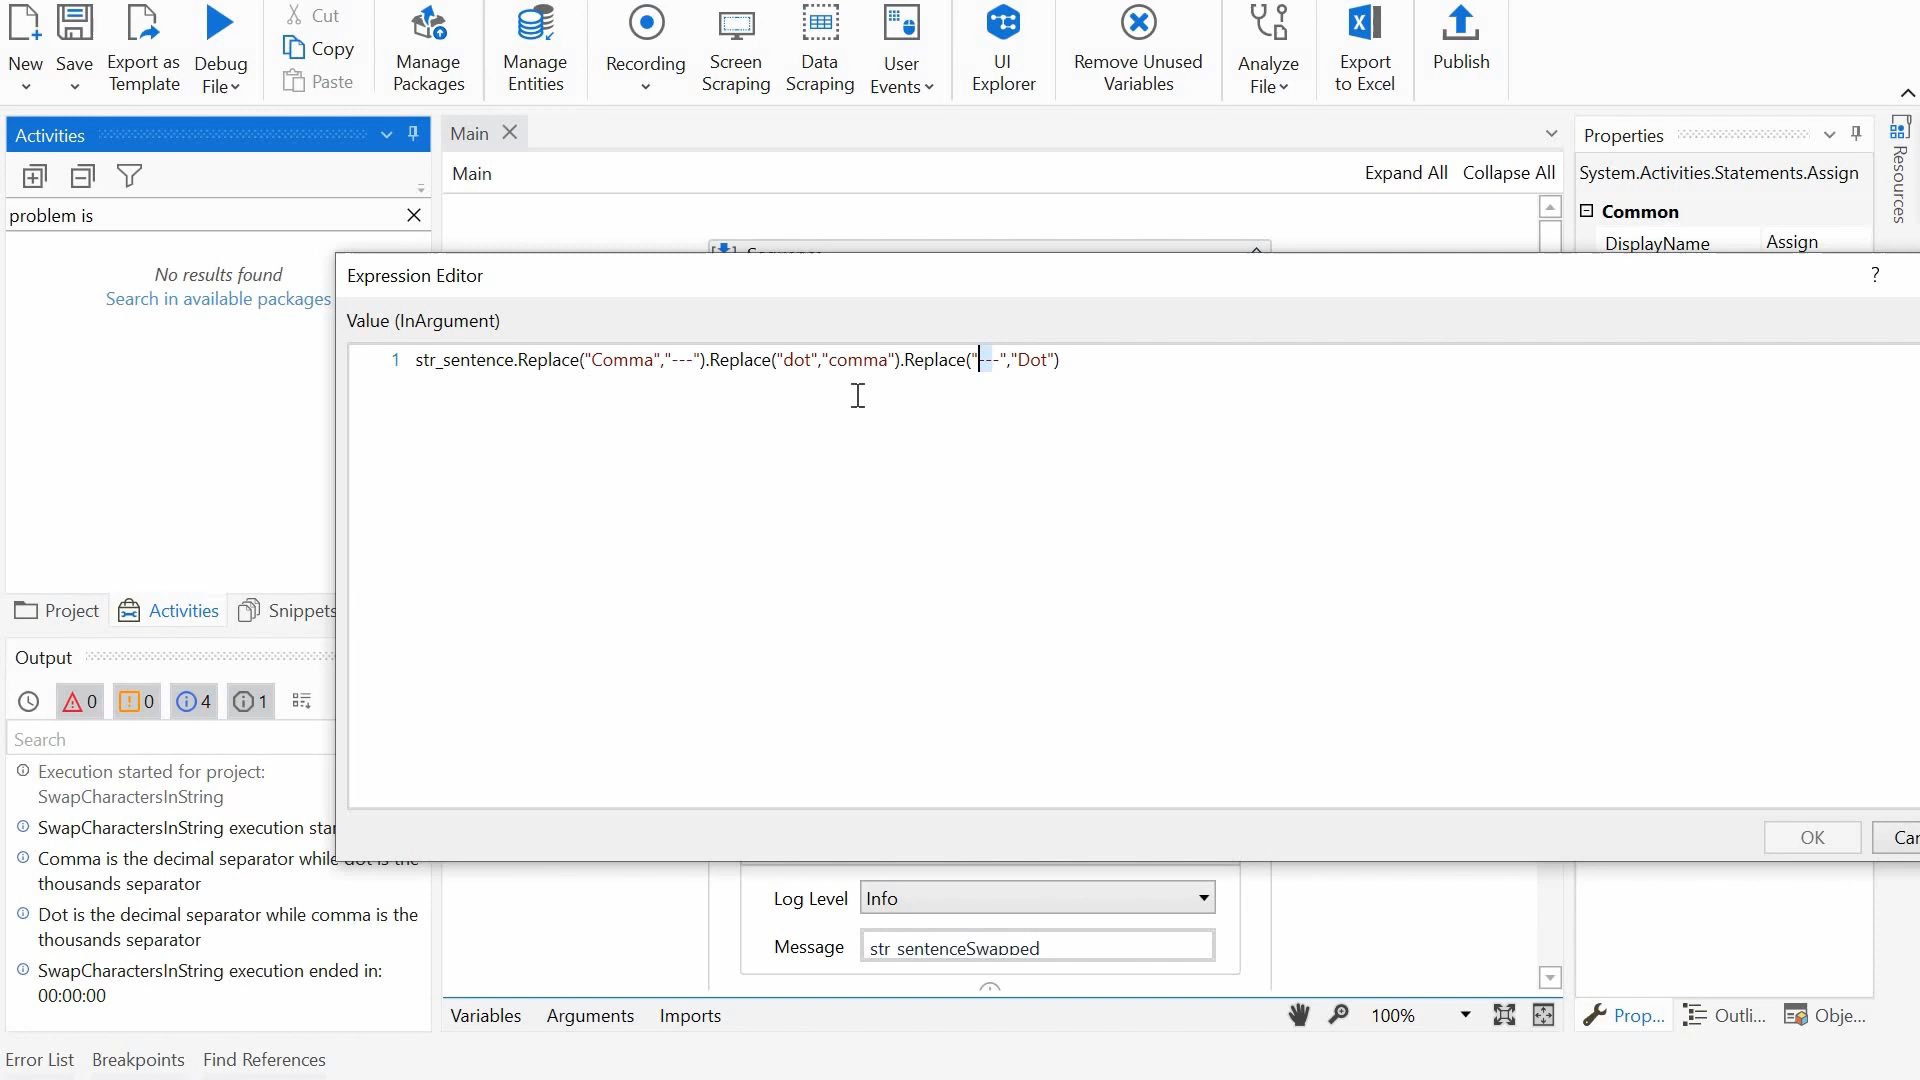 New
Save
Export as
Template
Debug
File
Cut
Copy
Paste
Manage
Packages
Manage
Entities
Recording
Screen
Scraping
Data
Scraping
User
Events
UI
Explorer
Remove Unused
Variables
Analyze
File
Export
to Excel
Publish
Activities
problem is
No results found
Search in available packages
Main
Main
Expand All Collapse All
Properties
System.Activities.Statements.Assign
Common
DisplayName Assign
Resources
Sequence
Expression Editor
?
Value (InArgument)
1 str_sentence.Replace("Comma","---").Replace("dot","comma").Replace("---","Dot")
OK
Project Activities Snippets
Output
0 0 4 1
Search
Execution started for project:
SwapCharactersInString
SwapCharactersInString execution
Comma is the decimal separator while dot is the
thousands separator
Dot is the decimal separator while comma is the
thousands separator
SwapCharactersInString execution ended in:
00:00:00
Log Level Info
Message str_sentenceSwapped
Variables Arguments Imports
100%
Prop... Outli... Obje...
Error List Breakpoints Find References